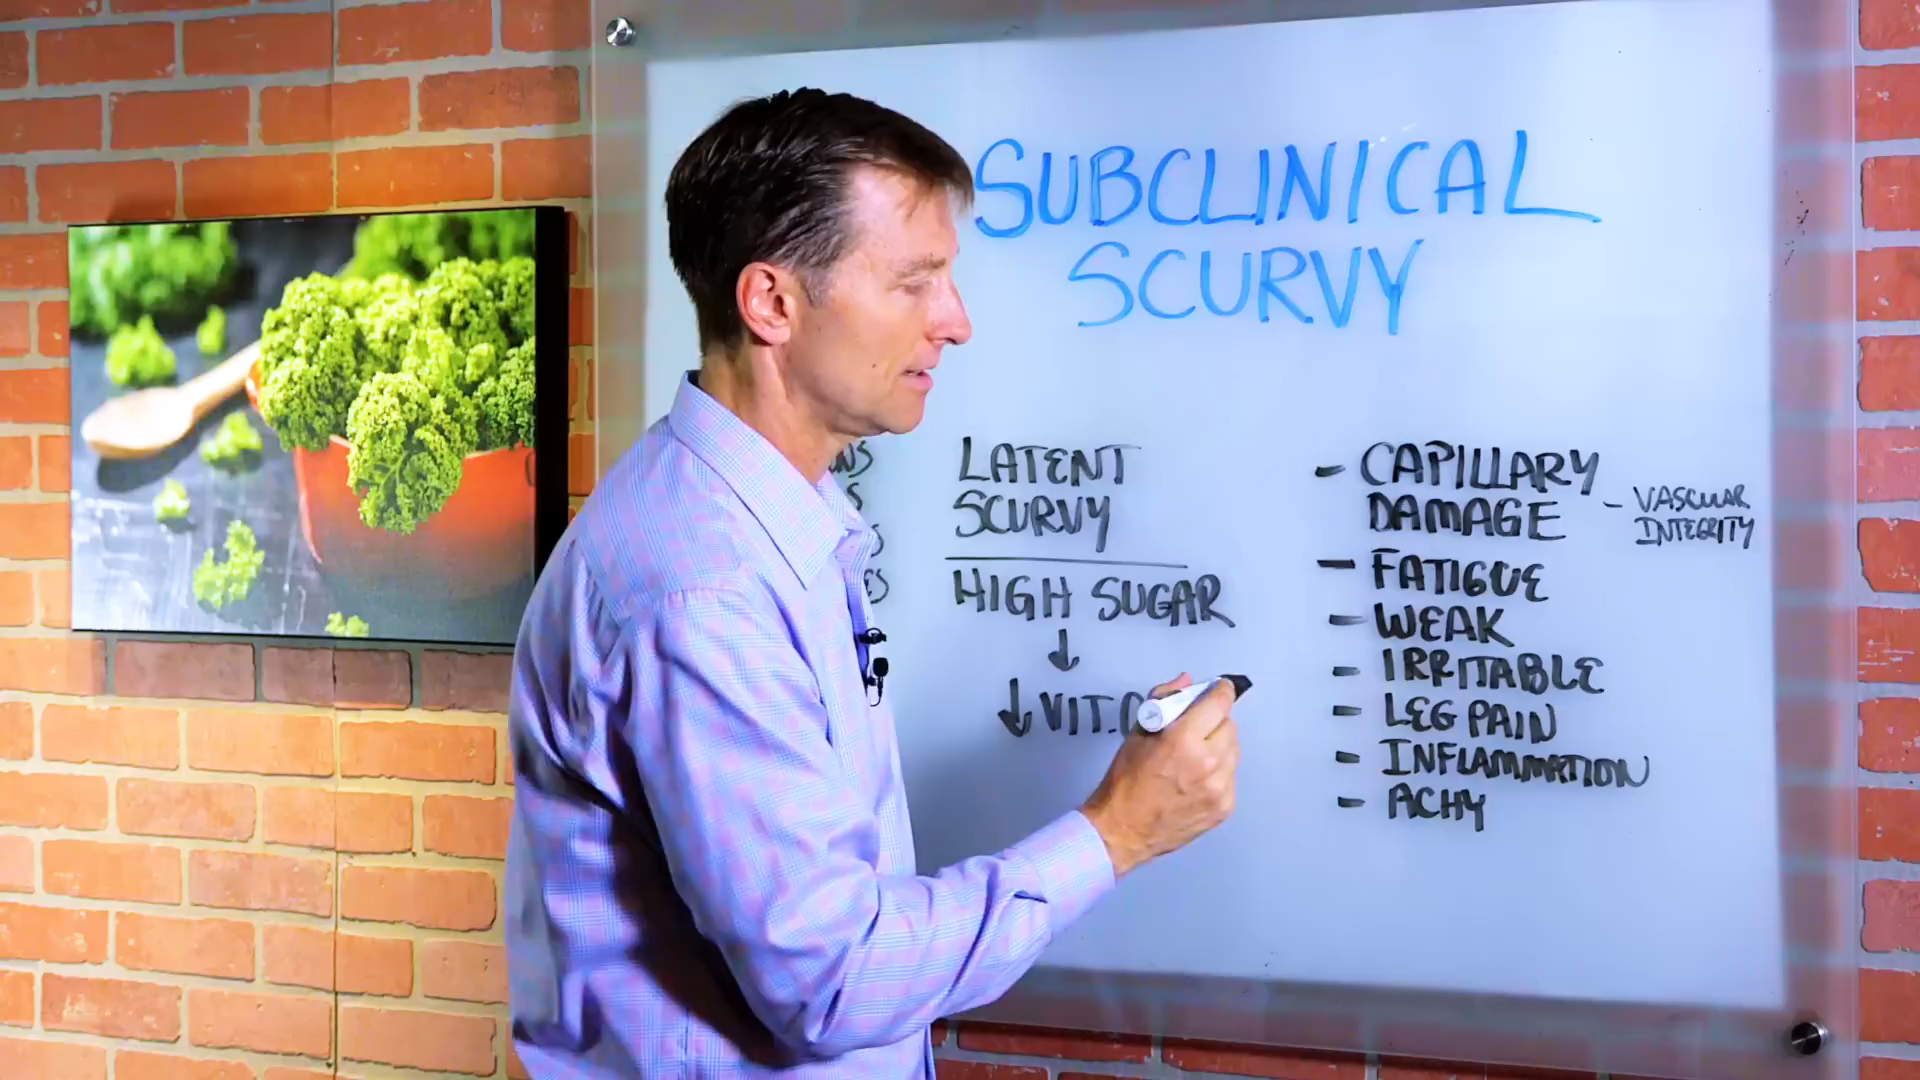 SUBCLINICAL
SCURVY
LATENT
SCURVY
HIGH SUGAR
↓
↓ VIT.
- CAPILLARY
DAMAGE - VASCULAR
INTEGRITY
- FATIGUE
- WEAK
- IRRITABLE
- LEG PAIN
- INFLAMMATION
- ACHY